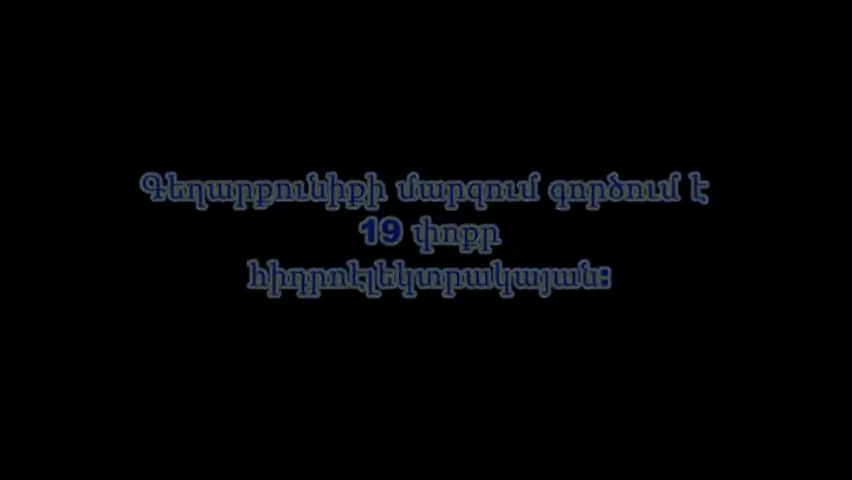 Գեղարքունիքի մարզում գործում է
19 փոքր
հիդրոէլեկտրակայան: